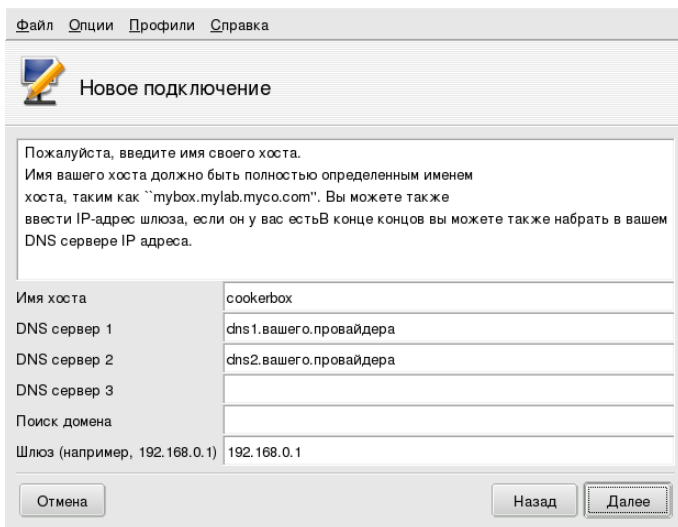 Файл Опции Профили Справка
Новое подключение
Пожалуйста, введите имя своего хоста.
Имя вашего хоста должно быть полностью определенным именем
хоста, таким как ``mybox.mylab.myco.com''. Вы можете также
ввести IP-адрес шлюза, если он у вас естьВ конце концов вы можете также набрать в вашем
DNS сервере IP адреса.
Имя хоста cookerbox
DNS сервер 1 dns1.вашего.провайдера
DNS сервер 2 dns2.вашего.провайдера
DNS сервер 3
Поиск домена
Шлюз (например, 192.168.0.1) 192.168.0.1
Отмена Назад Далее